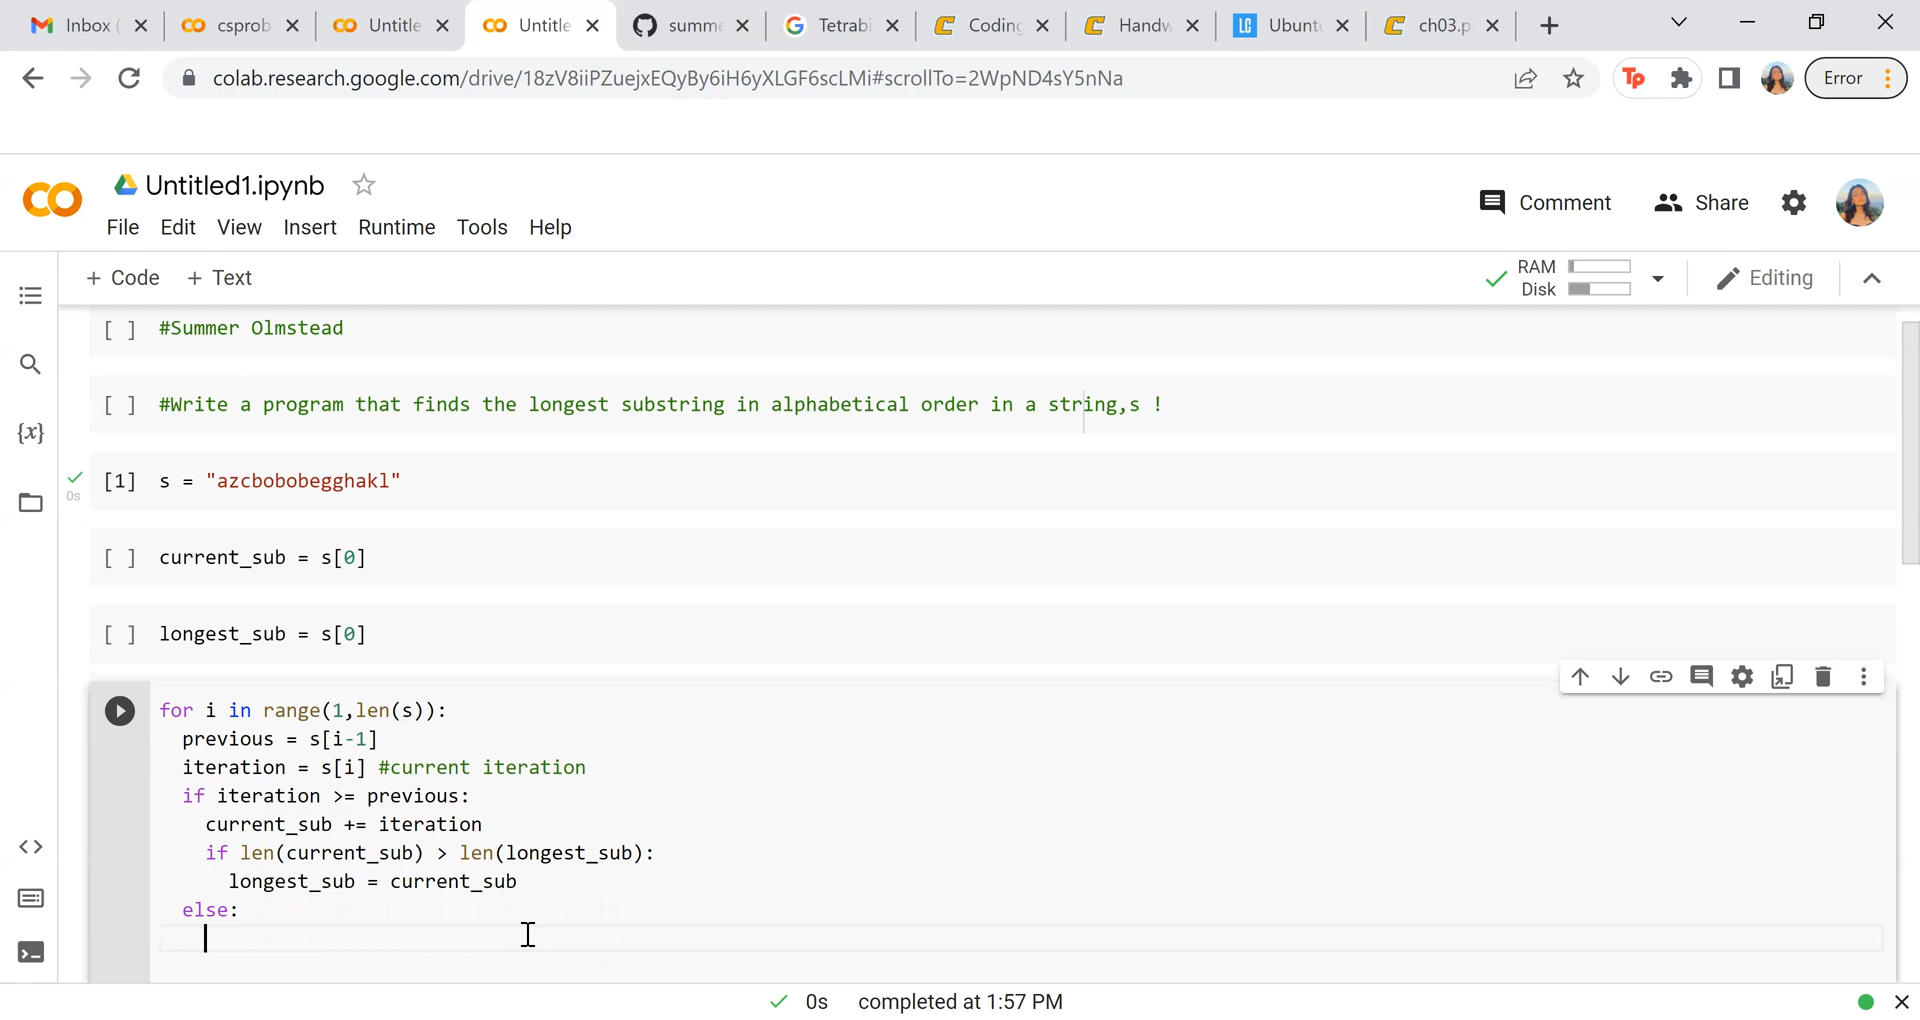 Inbox (
csprob
Untitle
Untitle
summe
Tetrabi
Coding
Handw
LC
Ubuntu
ch03.p
colab.research.google.com/drive/18zV8iiPZuejxEQyBy6iH6yXLGF6scLMi#scrollTo=2WpND4sY5nNa
Tp
Error
Untitled1.ipynb
Comment
Share
File Edit View Insert Runtime Tools Help
+ Code + Text
RAM
Disk
Editing
[ ] #Summer Olmstead
[ ] #Write a program that finds the longest substring in alphabetical order in a string,s !
{x}
0s
[1] s = "azcbobobegghakl"
[ ] current_sub = s[0]
[ ] longest_sub = s[0]
for i in range(1,len(s)):
previous = s[i-1]
iteration = s[i] #current iteration
if iteration >= previous:
current_sub += iteration
if len(current_sub) > len(longest_sub):
longest_sub = current_sub
else:
0s completed at 1:57 PM